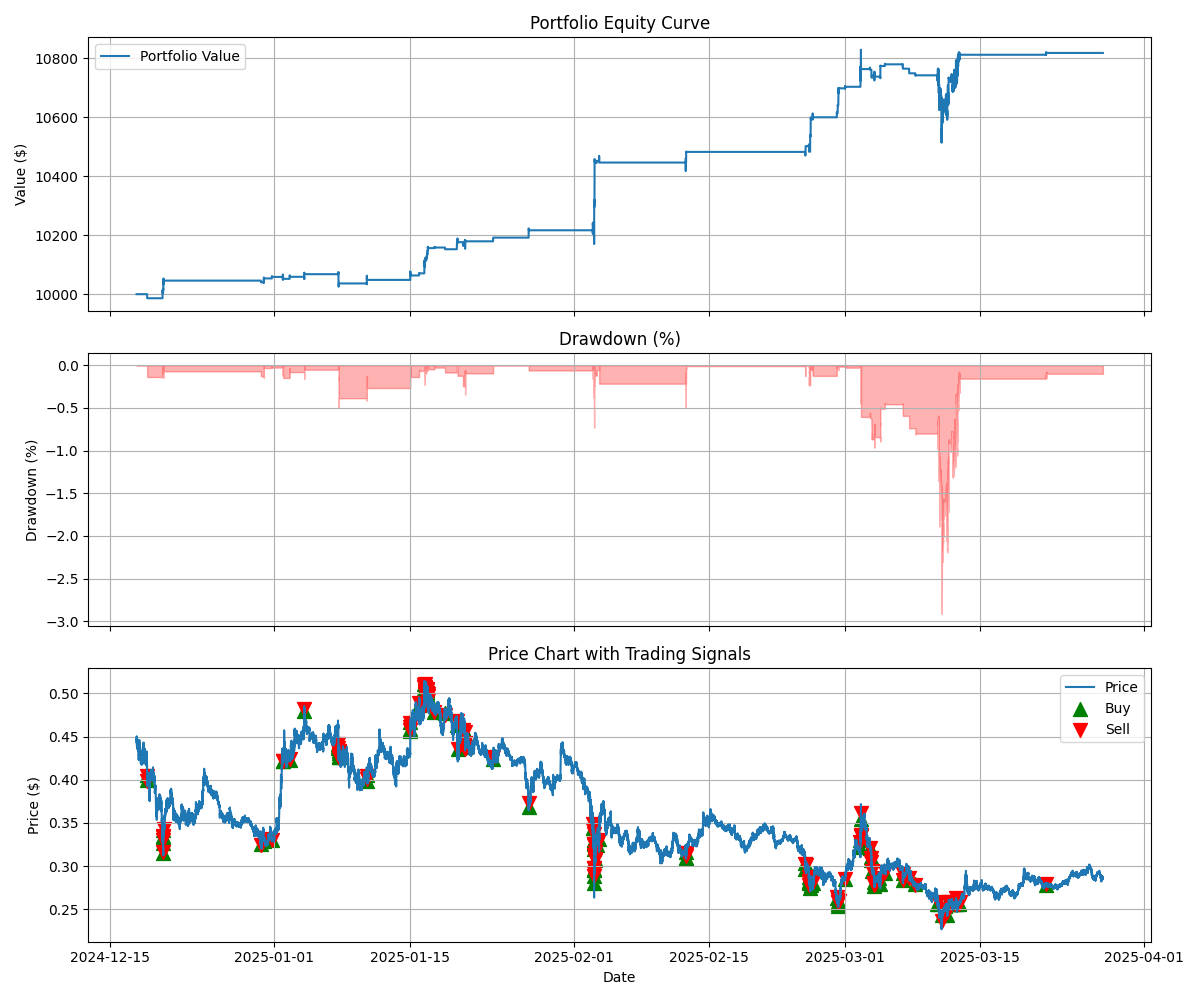 Portfolio Equity Curve
Value ($)
10800
10600
10400
10200
10000
Portfolio Value
Drawdown (%)
Drawdown (%)
0.0
−0.5
−1.0
−1.5
−2.0
−2.5
−3.0
Price Chart with Trading Signals
Price ($)
0.50
0.45
0.40
0.35
0.30
0.25
Price
Buy
Sell
2024-12-15
2025-01-01
2025-01-15
2025-02-01
2025-02-15
2025-03-01
2025-03-15
2025-04-01
Date